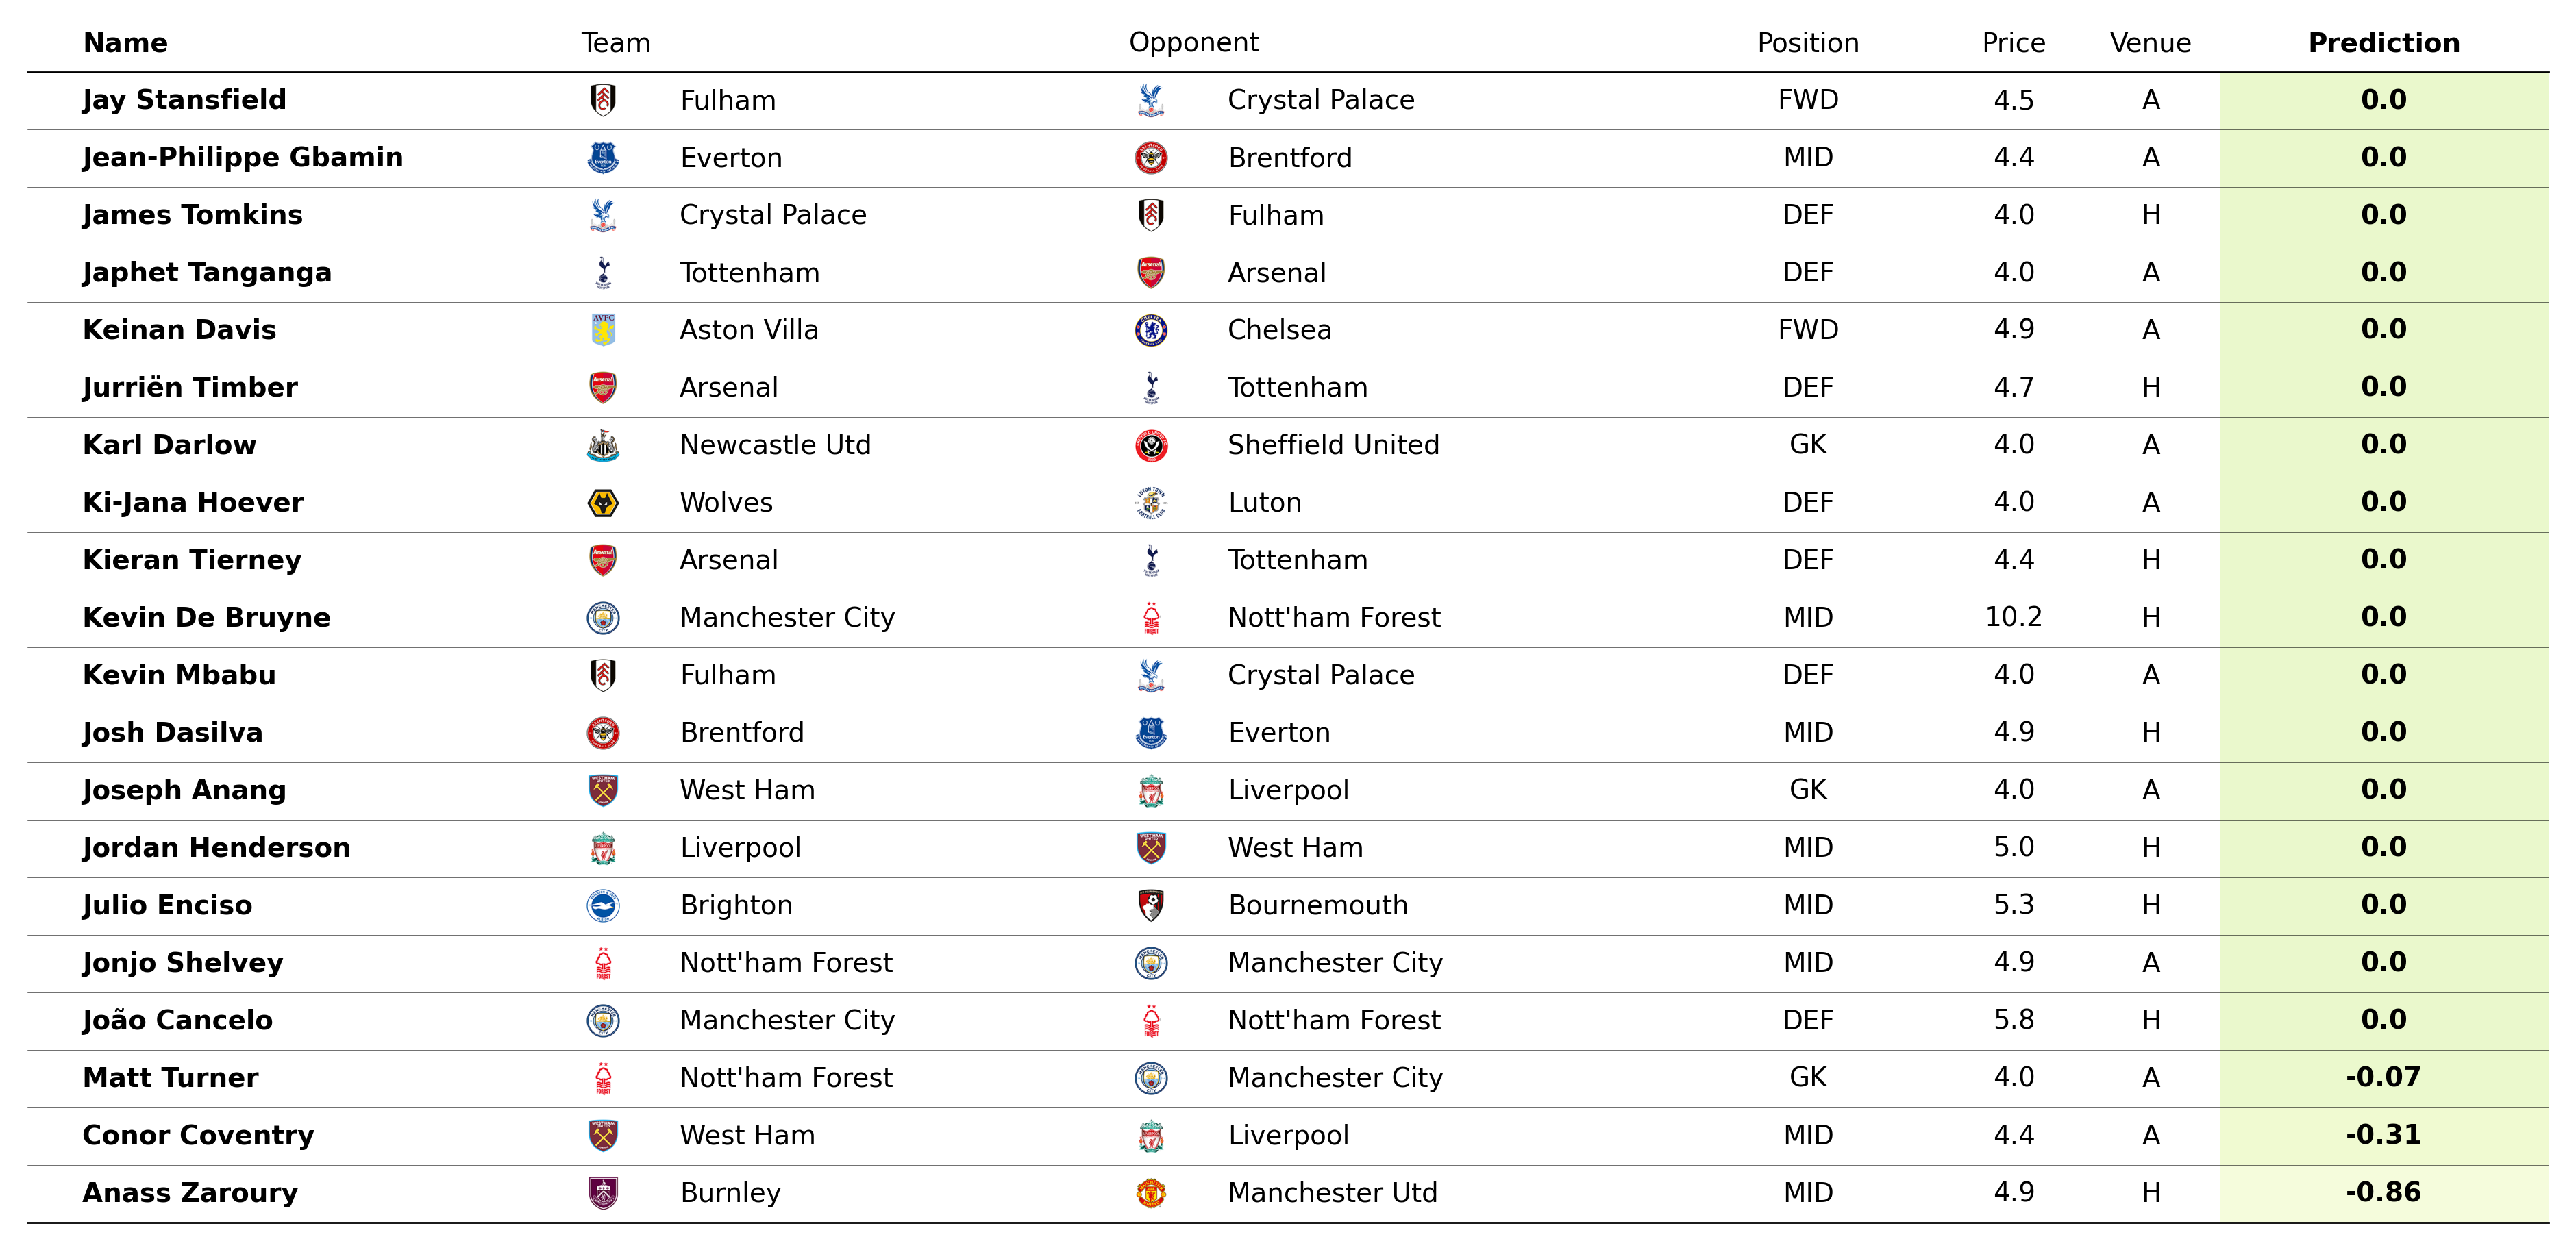 Name Team Opponent Position Price Venue Prediction
Jay Stansfield Fulham Crystal Palace FWD 4.5 A 0.0
Jean-Philippe Gbamin Everton Brentford MID 4.4 A 0.0
James Tomkins Crystal Palace Fulham DEF 4.0 H 0.0
Japhet Tanganga Tottenham Arsenal DEF 4.0 A 0.0
Keinan Davis Aston Villa Chelsea FWD 4.9 A 0.0
Jurriën Timber Arsenal Tottenham DEF 4.7 H 0.0
Karl Darlow Newcastle Utd Sheffield United GK 4.0 A 0.0
Ki-Jana Hoever Wolves Luton DEF 4.0 A 0.0
Kieran Tierney Arsenal Tottenham DEF 4.4 H 0.0
Kevin De Bruyne Manchester City Nott'ham Forest MID 10.2 H 0.0
Kevin Mbabu Fulham Crystal Palace DEF 4.0 A 0.0
Josh Dasilva Brentford Everton MID 4.9 H 0.0
Joseph Anang West Ham Liverpool GK 4.0 A 0.0
Jordan Henderson Liverpool West Ham MID 5.0 H 0.0
Julio Enciso Brighton Bournemouth MID 5.3 H 0.0
Jonjo Shelvey Nott'ham Forest Manchester City MID 4.9 A 0.0
João Cancelo Manchester City Nott'ham Forest DEF 5.8 H 0.0
Matt Turner Nott'ham Forest Manchester City GK 4.0 A -0.07
Conor Coventry West Ham Liverpool MID 4.4 A -0.31
Anass Zaroury Burnley Manchester Utd MID 4.9 H -0.86